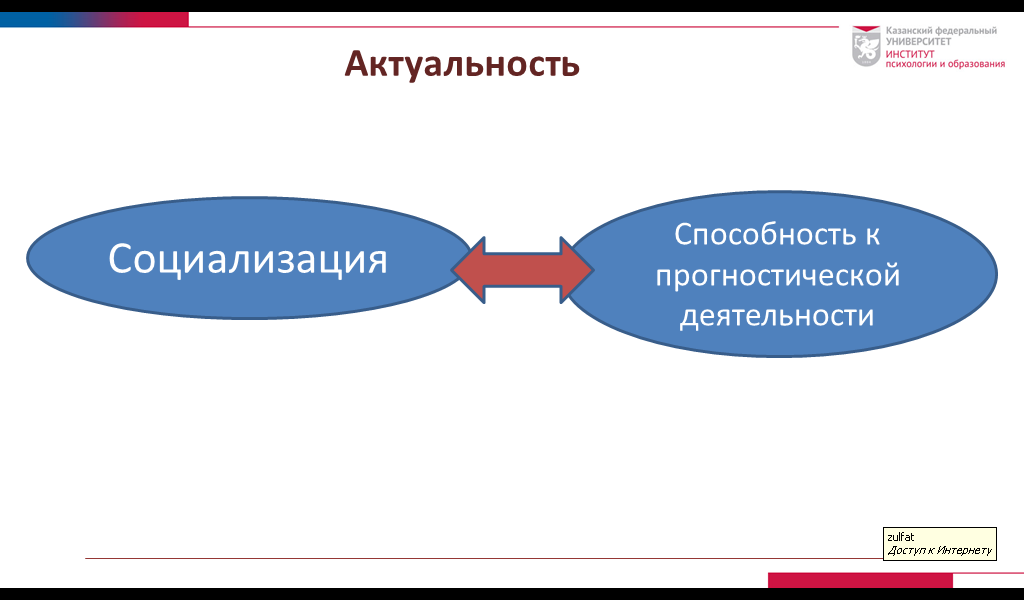 Казанский федеральный
УНИВЕРСИТЕТ
ИНСТИТУТ
психологии и образования
Актуальность
Социализация
Способность к
прогностической
деятельности
zulfat
Доступ к Интернету